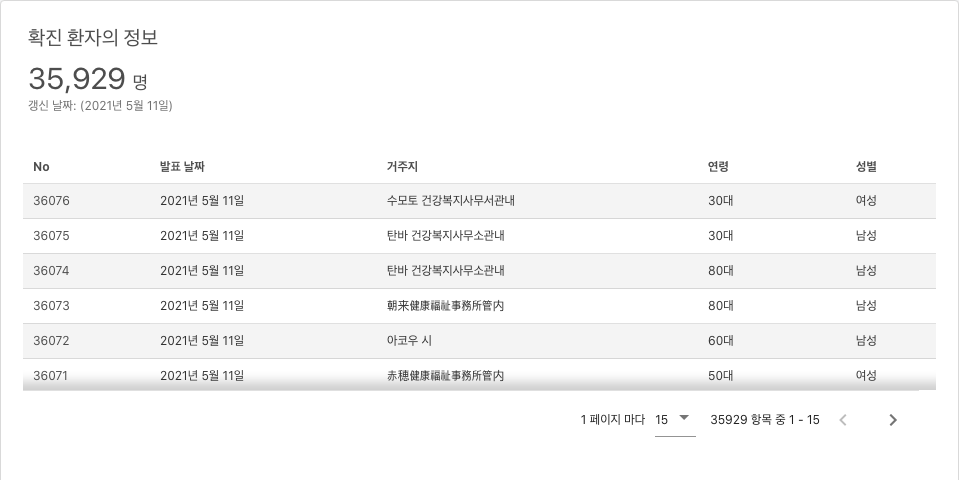 확진 환자의 정보
35,929 명
갱신 날짜: (2021년 5월 11일)
No 발표 날짜 거주지 연령 성별
36076 2021년 5월 11일 수모토 건강복지사무서관내 30대 여성
36075 2021년 5월 11일 탄바 건강복지사무소관내 30대 남성
36074 2021년 5월 11일 탄바 건강복지사무소관내 80대 남성
36073 2021년 5월 11일 朝来健康福祉事務所管内 80대 남성
36072 2021년 5월 11일 아코우 시 60대 남성
36071 2021년 5월 11일 赤穂健康福祉事務所管内 50대 여성
1 페이지 마다 15 35929 항목 중 1 - 15